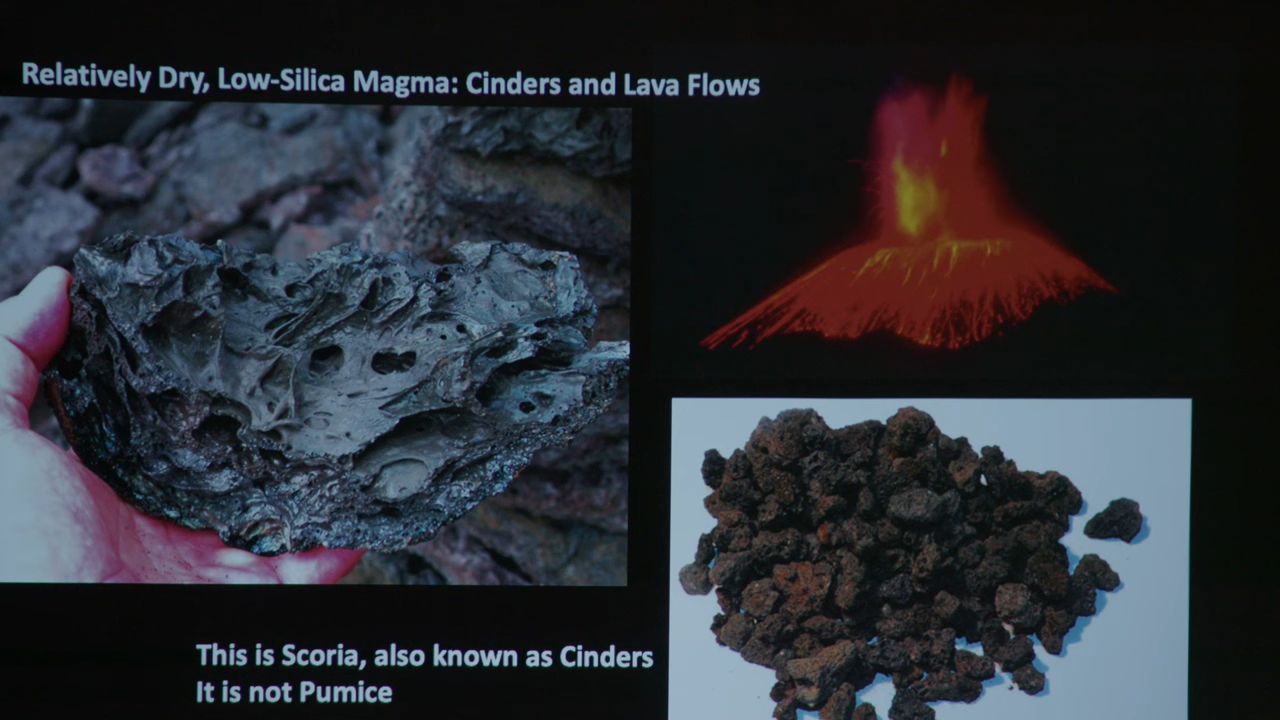 Relatively Dry, Low-Silica Magma: Cinders and Lava Flows
This is Scoria, also known as Cinders
It is not Pumice